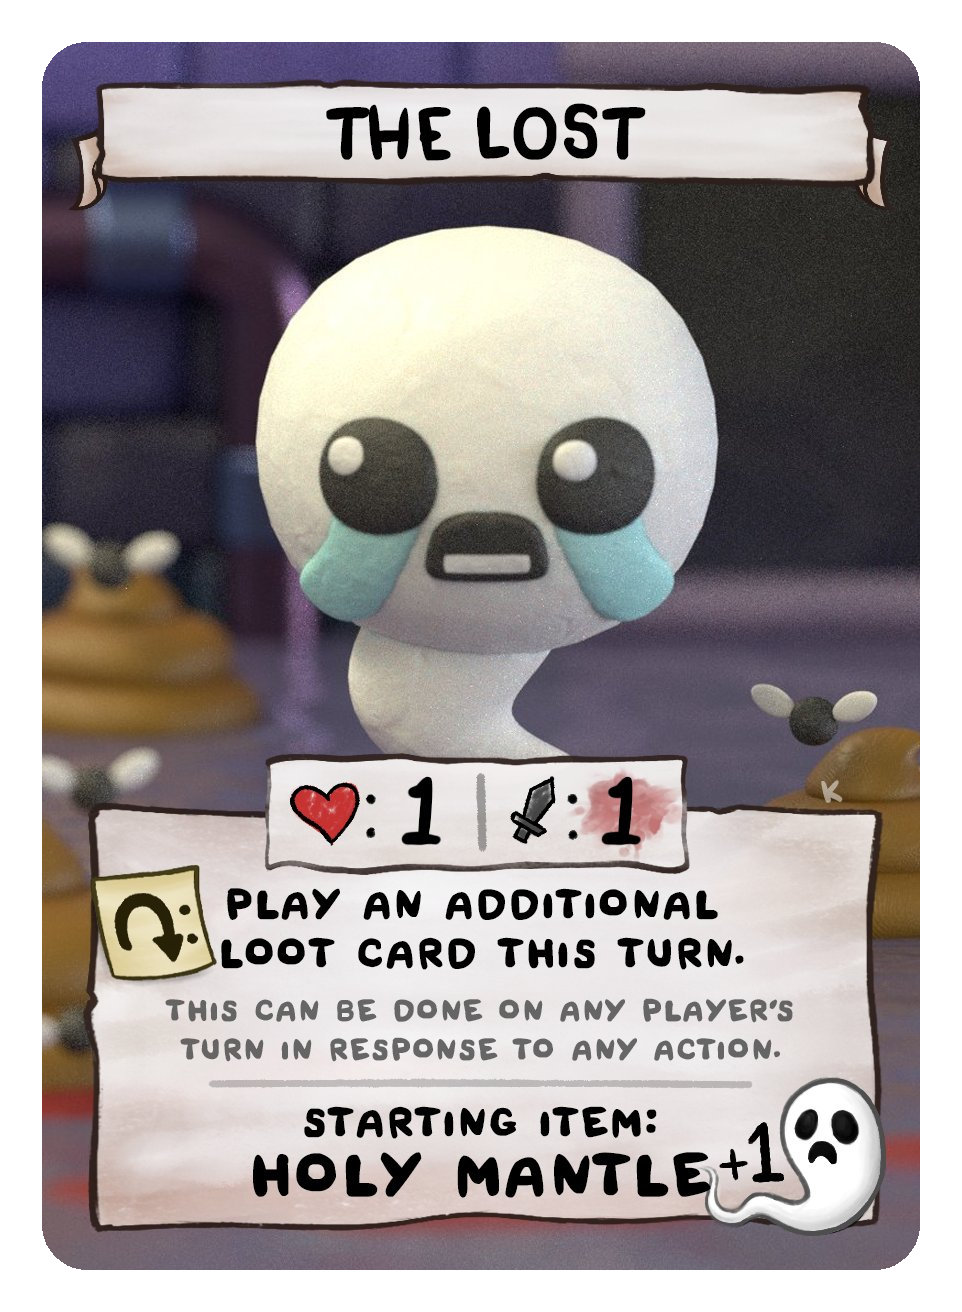 THE LOST
: 1 | : 1
K
: PLAY AN ADDITIONAL
LOOT CARD THIS TURN.
THIS CAN BE DONE ON ANY PLAYER'S
TURN IN RESPONSE TO ANY ACTION.
STARTING ITEM:
HOLY MANTLE
+1